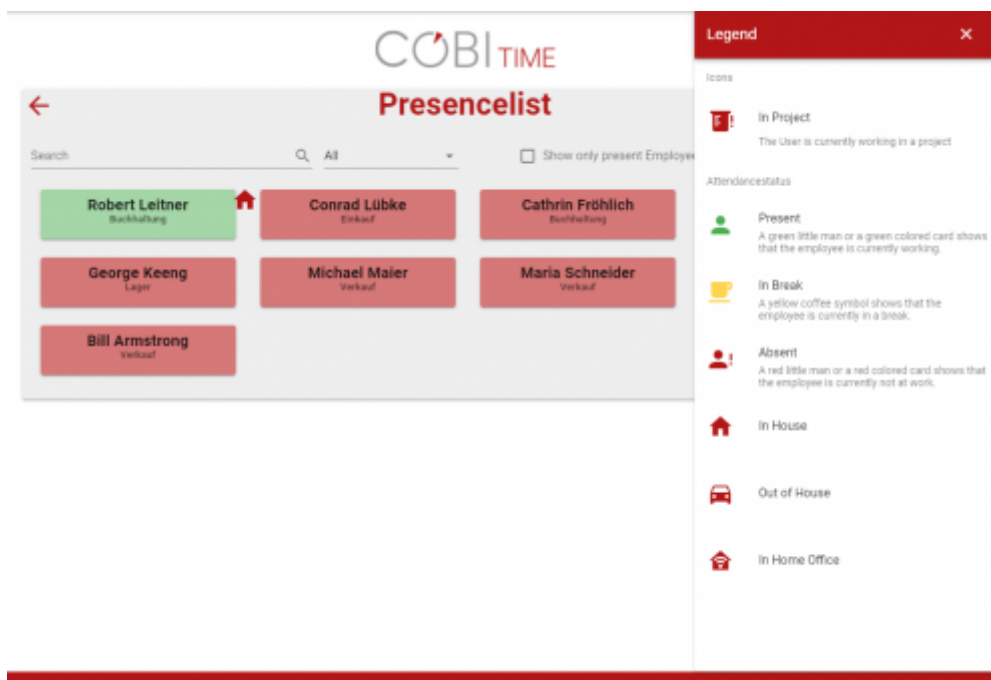 COBI TIME
Presencelist
Search
All
Show only present Employee
Robert Leitner
Buchhaltung
Conrad Lübke
Einkauf
Cathrin Fröhlich
Buchhaltung
George Keeng
Lager
Michael Maier
Verkauf
Maria Schneider
Verkauf
Bill Armstrong
Verkauf
Legend
Icons
In Project
The User is currently working in a project
Attendancestatus
Present
A green little man or a green colored card shows
that the employee is currently working.
In Break
A yellow coffee symbol shows that the
employee is currently in a break.
Absent
A red little man or a red colored card shows that
the employee is currently not at work.
In House
Out of House
In Home Office